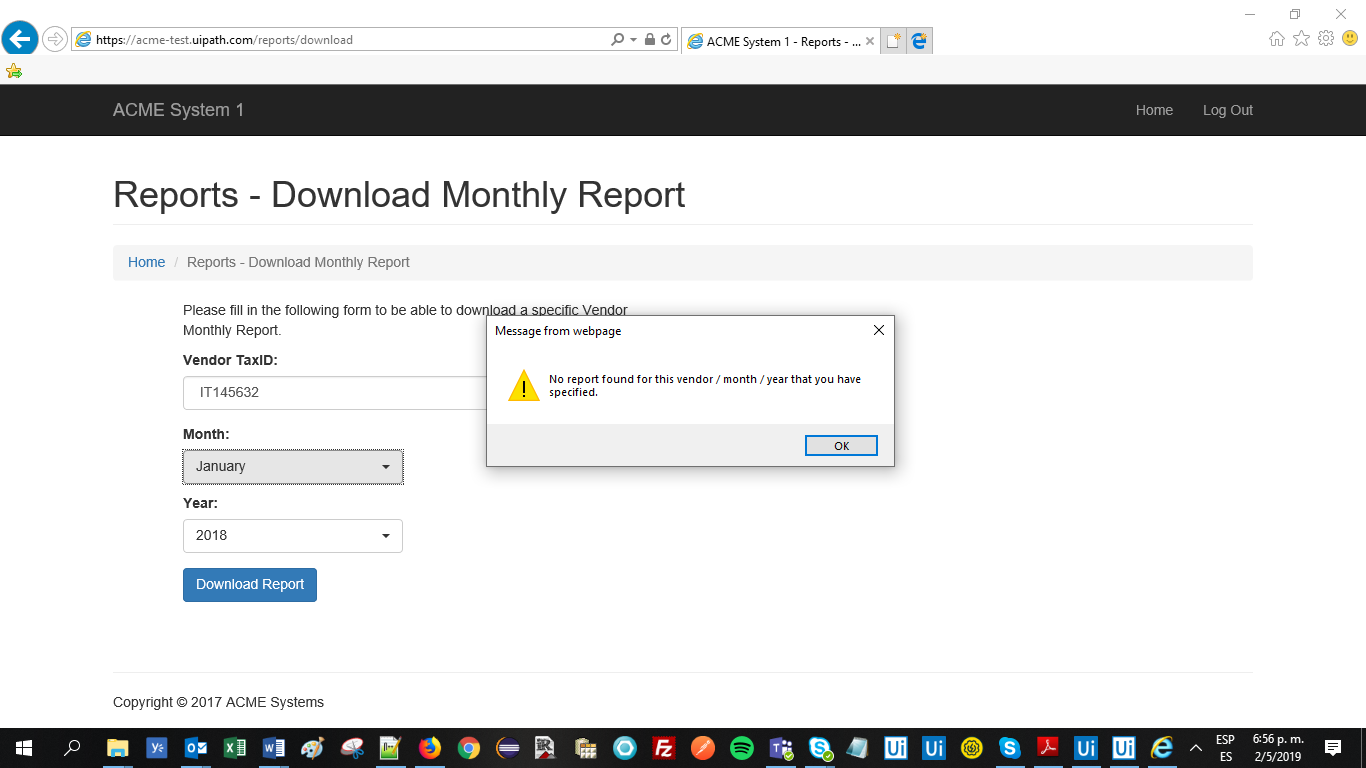 https://acme-test.uipath.com/reports/download
ACME System 1 - Reports - ...
ACME System 1
Home
Log Out
Reports - Download Monthly Report
Home / Reports - Download Monthly Report
Please fill in the following form to be able to download a specific Vendor
Monthly Report.
Vendor TaxID:
IT145632
Month:
January
Year:
2018
Download Report
Message from webpage
No report found for this vendor / month / year that you have
specified.
OK
Copyright © 2017 ACME Systems
ESP
ES
6:56 p. m.
2/5/2019